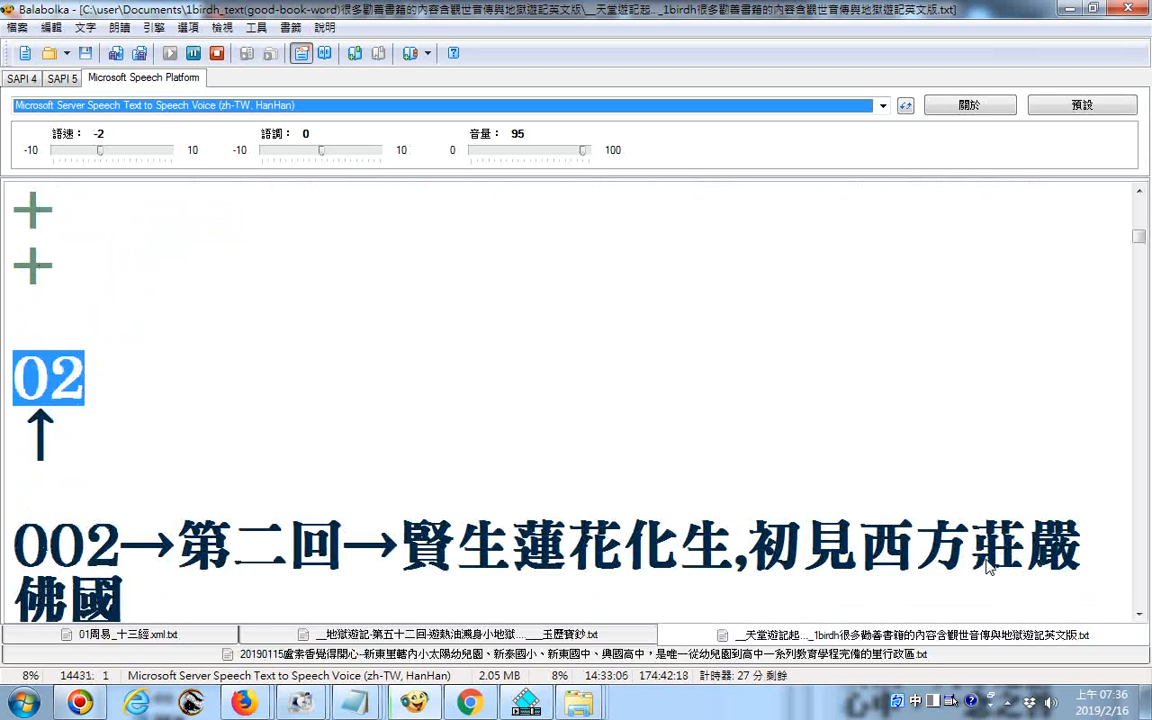 Balabolka - [C:\user\Documents\1birdh_text(good-book-word)很多勸善書籍的內容含觀世音傳與地獄遊記英文版\__天堂遊記起..._1birdh很多勸善書籍的內容含觀世音傳與地獄遊記英文版.txt]
檔案 編輯 文字 朗讀 引擎 選項 檢視 工具 書籤 說明
SAPI 4 SAPI 5 Microsoft Speech Platform
Microsoft Server Speech Text to Speech Voice (zh-TW, HanHan) 關於 預設
語速： -2 語調： 0 音量： 95
-10 10 -10 10 0 100
+
+
02
↑
002→第二回→賢生蓮花化生,初見西方莊嚴
佛國
01周易_十三經.xml.txt __地獄遊記-第五十二回-遊熱油濺身小地獄...___玉歷寶鈔.txt __天堂遊記起..._1birdh很多勸善書籍的內容含觀世音傳與地獄遊記英文版.txt
20190115盧素香覺得開心--新東里轄內小太陽幼兒園、新泰國小、新東國中、興國高中，是唯一從幼兒園到高中一系列教育學程完備的里行政區.txt
8% 14431: 1 Microsoft Server Speech Text to Speech Voice (zh-TW, HanHan) 2.05 MB 8% 14:33:06 174:42:18 計時器: 27 分 剩餘
中 上午 07:36
2019/2/16